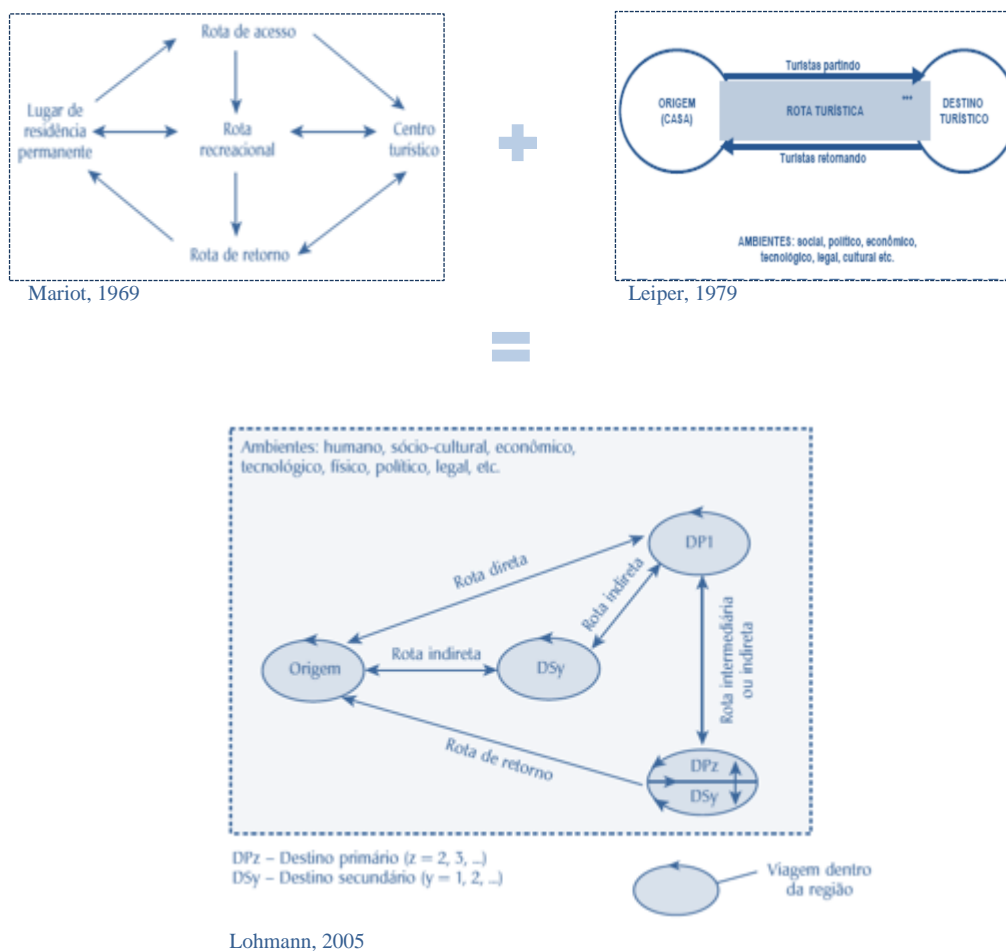 Rota de acesso
Lugar de
residência
permanente
Rota
recreacional
Centro
turístico
Rota de retorno
Mariot, 1969
Turistas partindo
ORIGEM
(CASA)
ROTA TURÍSTICA
***
DESTINO
TURÍSTICO
Turistas retornando
AMBIENTES: social, político, econômico,
tecnológico, legal, cultural etc.
Leiper, 1979
Ambientes: humano, sócio-cultural, econômico,
tecnológico, físico, político, legal, etc.
DP1
Rota direta
Rota indireta
Origem
Rota indireta
DSy
Rota intermediária
ou indireta
Rota de retorno
DPz
DSy
DPz – Destino primário (z = 2, 3, ...)
DSy – Destino secundário (y = 1, 2, ...)
Viagem dentro
da região
Lohmann, 2005